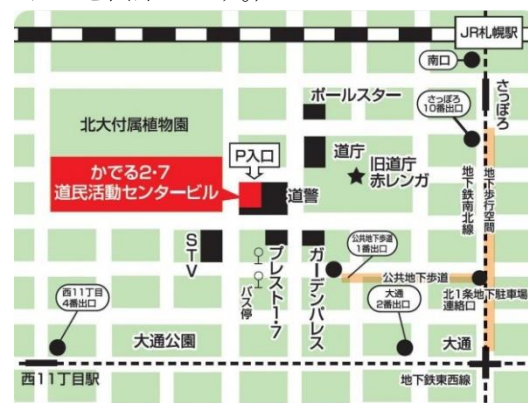 JR札幌駅
南口
さっぽろ
さっぽろ
10番出口
ポールスター
北大付属植物園
P入口
道庁
旧道庁
赤レンガ
かでる2・7
道民活動センタービル
道警
地下鉄南北線
地下歩行空間
STV
プレスト1・7
ガーデンパレス
バス停
公共地下歩道
1番出口
公共地下歩道
北1条地下駐車場
連絡口
西11丁目
4番出口
大通
2番出口
大通公園
大通
西11丁目駅
地下鉄東西線